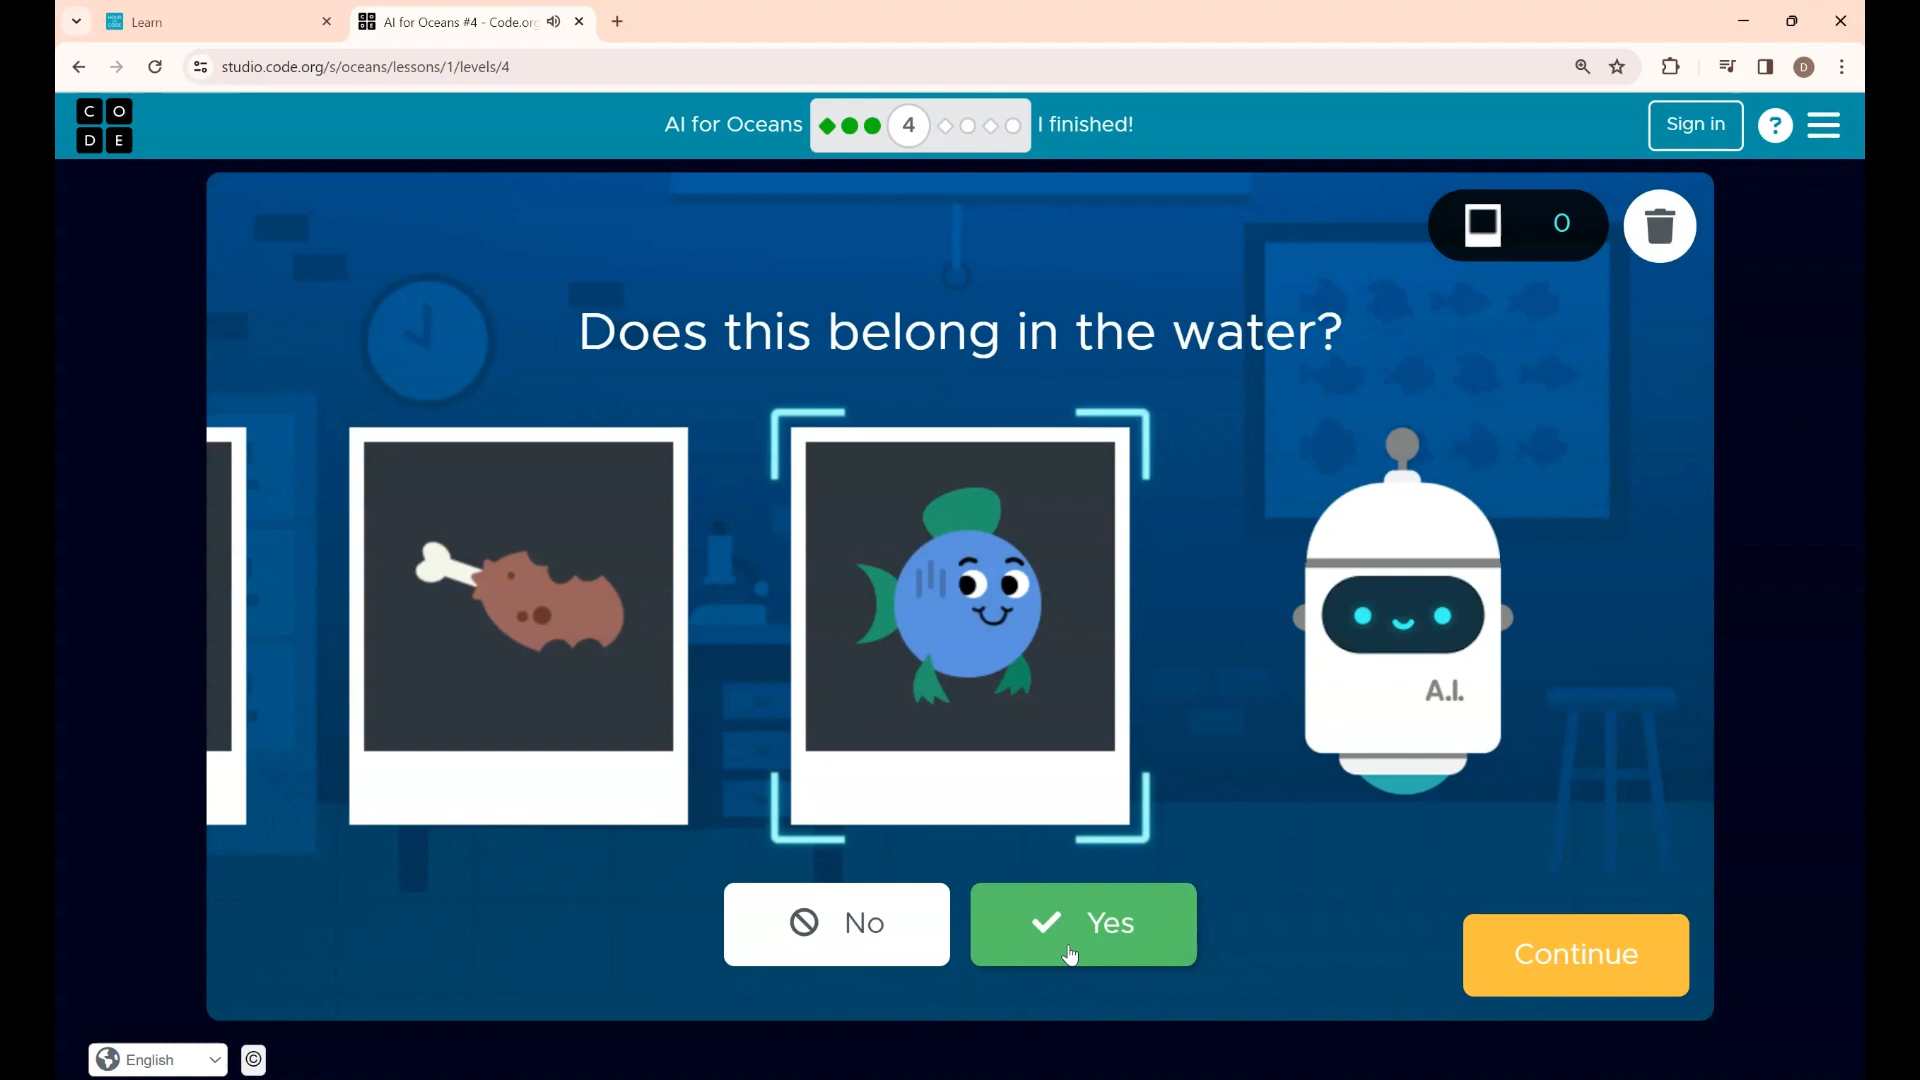 Learn
AI for Oceans #4 - Code.org
D
studio.code.org/s/oceans/lessons/1/levels/4
C O
D E
AI for Oceans
4
I finished!
Sign in
?
0
Does this belong in the water?
A.I.
No
Yes
Continue
English
©